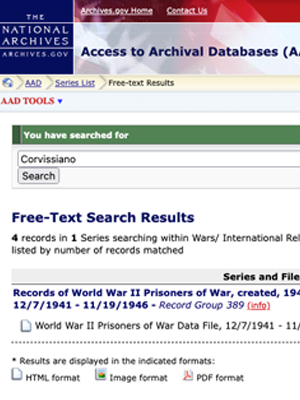 THE
NATIONAL
ARCHIVES
ARCHIVES.GOV
Archives.gov Home Contact Us
Access to Archival Databases (A
AAD Series List Free-text Results
AAD TOOLS
You have searched for
Corvissiano
Search
Free-Text Search Results
4 records in 1 Series searching within Wars/ International Rel
listed by number of records matched
Series and File
Records of World War II Prisoners of War, created, 194
12/7/1941 - 11/19/1946 - Record Group 389 (info)
World War II Prisoners of War Data File, 12/7/1941 - 11/
* Results are displayed in the indicated formats:
HTML format Image format PDF format